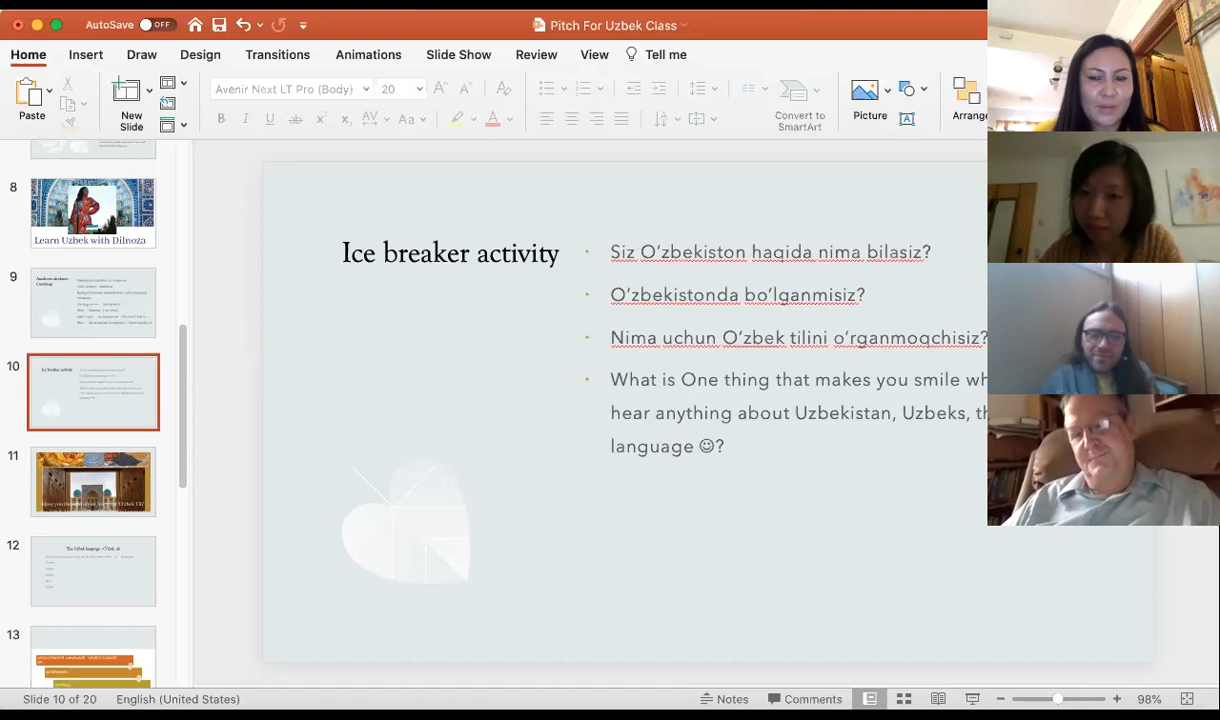 AutoSave
OFF
Pitch For Uzbek Class
Home
Insert
Draw
Design
Transitions
Animations
Slide Show
Review
View
Tell me
Paste
New
Slide
Avenir Next LT Pro (Body)
20
Convert to
SmartArt
Picture
Arrange
8
Learn Uzbek with Dilnoza
9
10
Ice breaker activity
11
12
The Uzbek language
13
Ice breaker activity
Siz O‘zbekiston haqida nima bilasiz?
O‘zbekistonda bo‘lganmisiz?
Nima uchun O‘zbek tilini o‘rganmoqchisiz?
What is One thing that makes you smile wh
hear anything about Uzbekistan, Uzbeks, th
language ☺?
Slide 10 of 20
English (United States)
Notes
Comments
98%